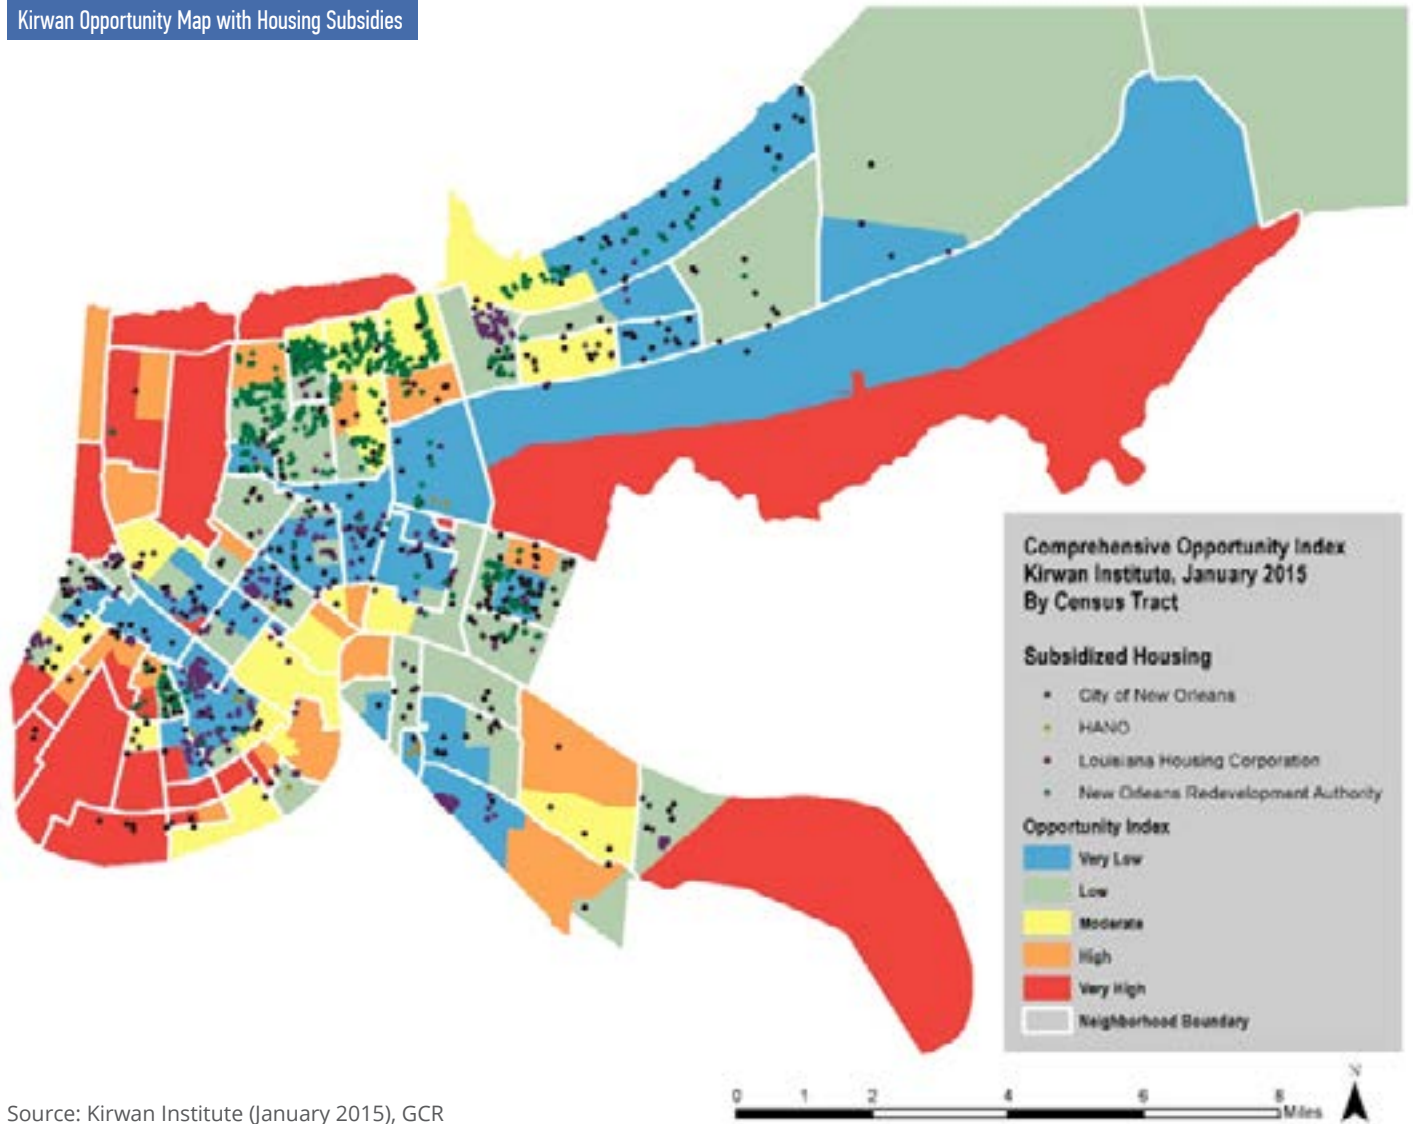 Kirwan Opportunity Map with Housing Subsidies
Comprehensive Opportunity Index
Kirwan Institute, January 2015
By Census Tract
Subsidized Housing
City of New Orleans
HANO
Louisiana Housing Corporation
New Orleans Redevelopment Authority
Opportunity Index
Very Low
Low
Moderate
High
Very High
Neighborhood Boundary
N
0 1 2 4 6 8 Miles
Source: Kirwan Institute (January 2015), GCR